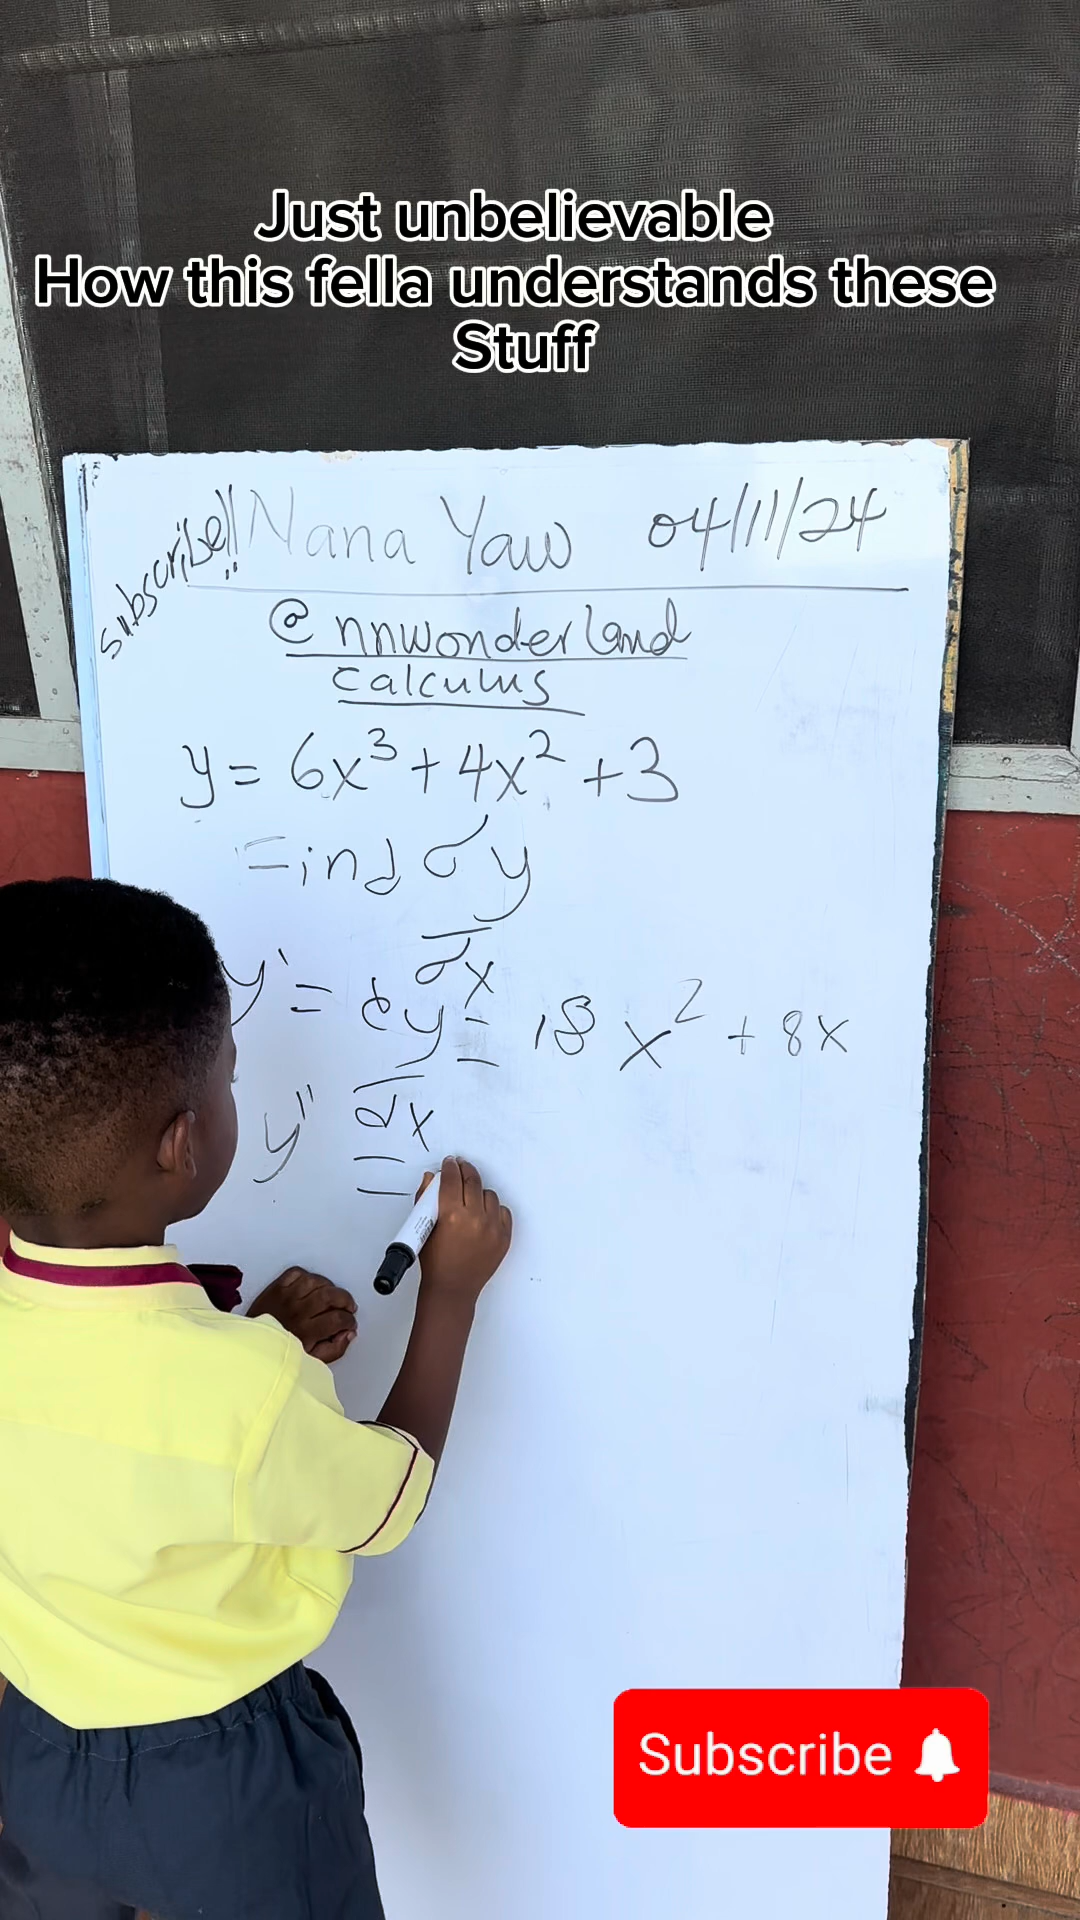 Just unbelievable
How this fella understands these
Stuff
Subscribe!!
Nana Yaw 04/11/24
@nnwonderland
Calculus
y = 6x³ + 4x² + 3
Find dy
dx
y' = dy = 18x² + 8x
dx
y'' =
Subscribe